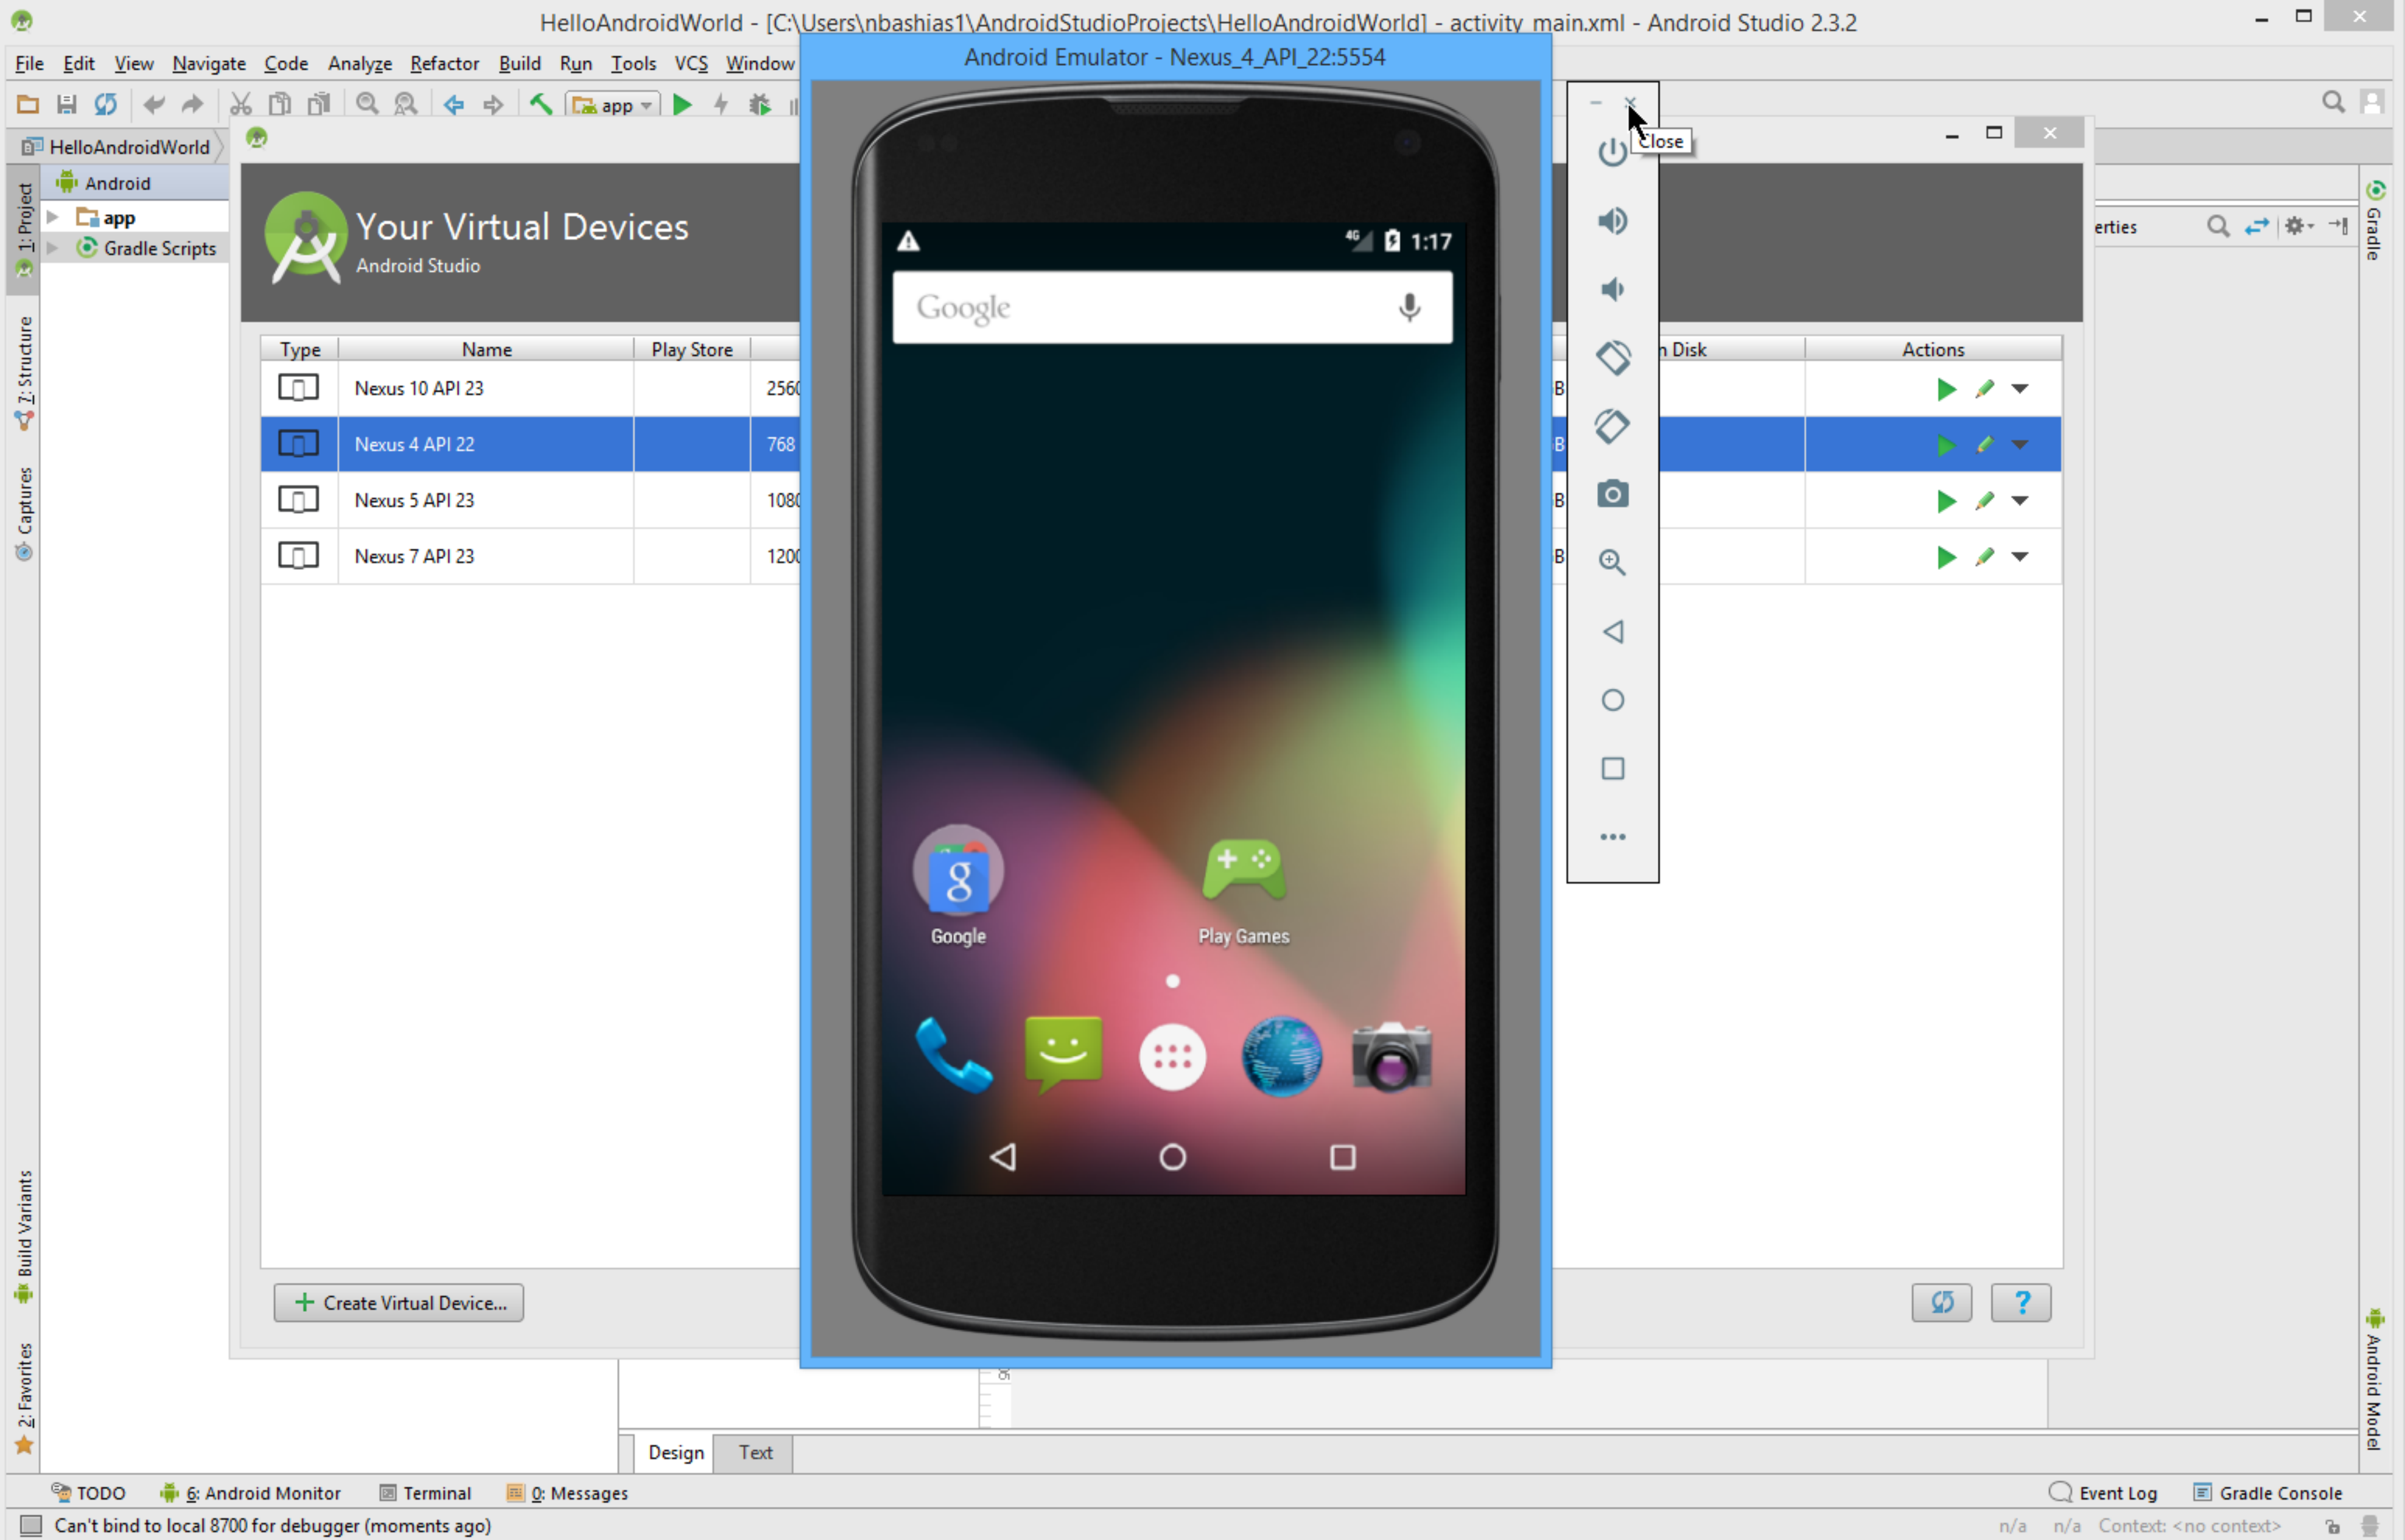 HelloAndroidWorld - [C:\Users\nbashias1\AndroidStudioProjects\HelloAndroidWorld] - activity_main.xml - Android Studio 2.3.2
File Edit View Navigate Code Analyze Refactor Build Run Tools VCS Window
Android Emulator - Nexus_4_API_22:5554
app
Close
HelloAndroidWorld
Android
app
Gradle Scripts
1: Project
7: Structure
Captures
Build Variants
2: Favorites
Your Virtual Devices
Android Studio
Type Name Play Store Disk Actions
Nexus 10 API 23 2560
Nexus 4 API 22 768
Nexus 5 API 23 1080
Nexus 7 API 23 1200
4G 1:17
Google
g
Google Play Games
Create Virtual Device...
?
erties
Gradle
Android Model
Design Text
TODO 6: Android Monitor Terminal 0: Messages Event Log Gradle Console
Can't bind to local 8700 for debugger (moments ago) n/a n/a Context: <no context>